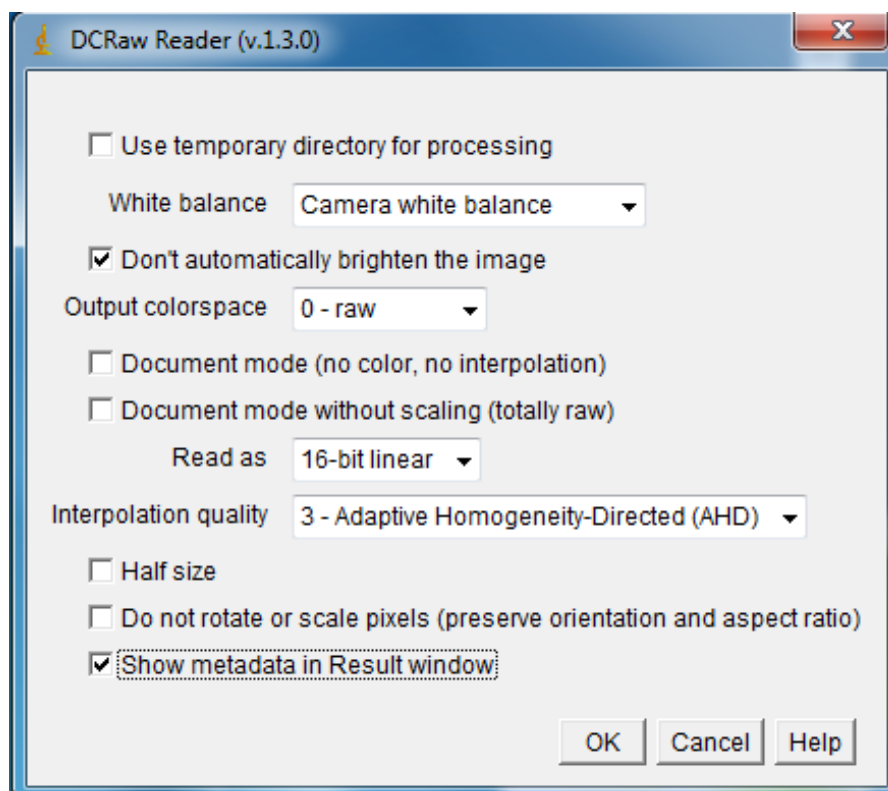 DCRaw Reader (v.1.3.0)
Use temporary directory for processing
White balance Camera white balance
Don't automatically brighten the image
Output colorspace 0 - raw
Document mode (no color, no interpolation)
Document mode without scaling (totally raw)
Read as 16-bit linear
Interpolation quality 3 - Adaptive Homogeneity-Directed (AHD)
Half size
Do not rotate or scale pixels (preserve orientation and aspect ratio)
Show metadata in Result window
OK Cancel Help